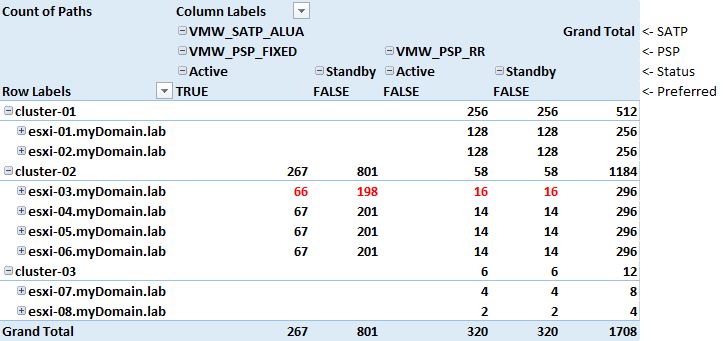 Count of Paths Column Labels
VMW_SATP_ALUA Grand Total <- SATP
VMW_PSP_FIXED VMW_PSP_RR <- PSP
Active Standby Active Standby <- Status
Row Labels TRUE FALSE FALSE FALSE <- Preferred
cluster-01 256 256 512
esxi-01.myDomain.lab 128 128 256
esxi-02.myDomain.lab 128 128 256
cluster-02 267 801 58 58 1184
esxi-03.myDomain.lab 66 198 16 16 296
esxi-04.myDomain.lab 67 201 14 14 296
esxi-05.myDomain.lab 67 201 14 14 296
esxi-06.myDomain.lab 67 201 14 14 296
cluster-03 6 6 12
esxi-07.myDomain.lab 4 4 8
esxi-08.myDomain.lab 2 2 4
Grand Total 267 801 320 320 1708